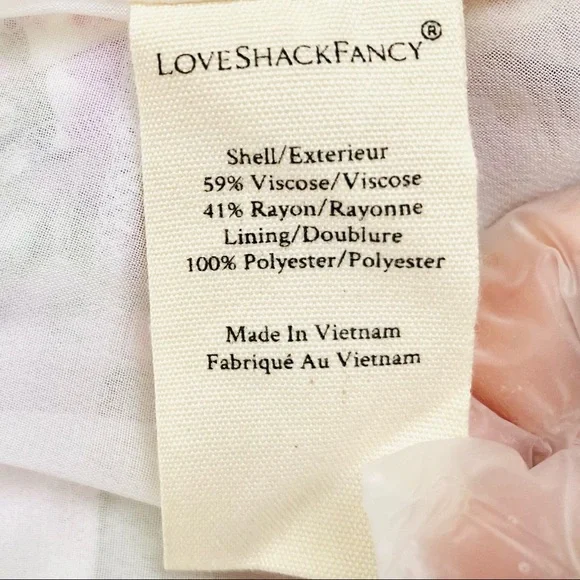 LOVESHACKFANCY®
Shell/Exterieur
59% Viscose/Viscose
41% Rayon/Rayonne
Lining/Doublure
100% Polyester/Polyester
Made In Vietnam
Fabriqué Au Vietnam